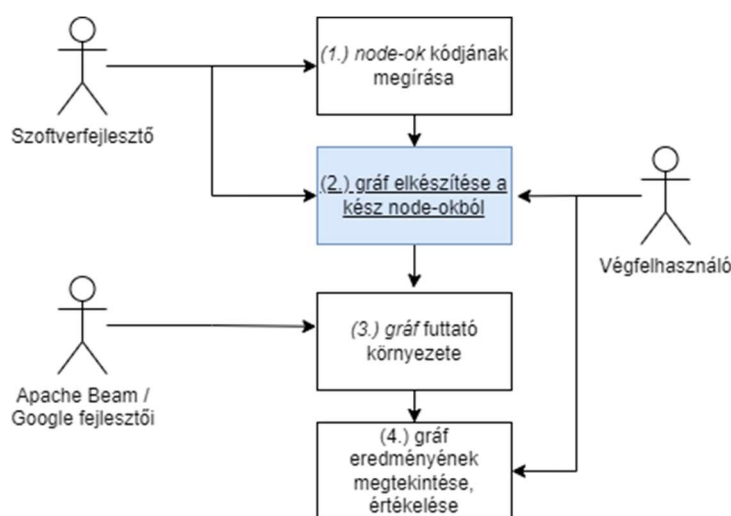 (1.) node-ok kódjának
megírása
Szoftverfejlesztő
(2.) gráf elkészítése a
kész node-okból
Végfelhasználó
(3.) gráf futtató
környezete
Apache Beam /
Google fejlesztői
(4.) gráf
eredményének
megtekintése,
értékelése